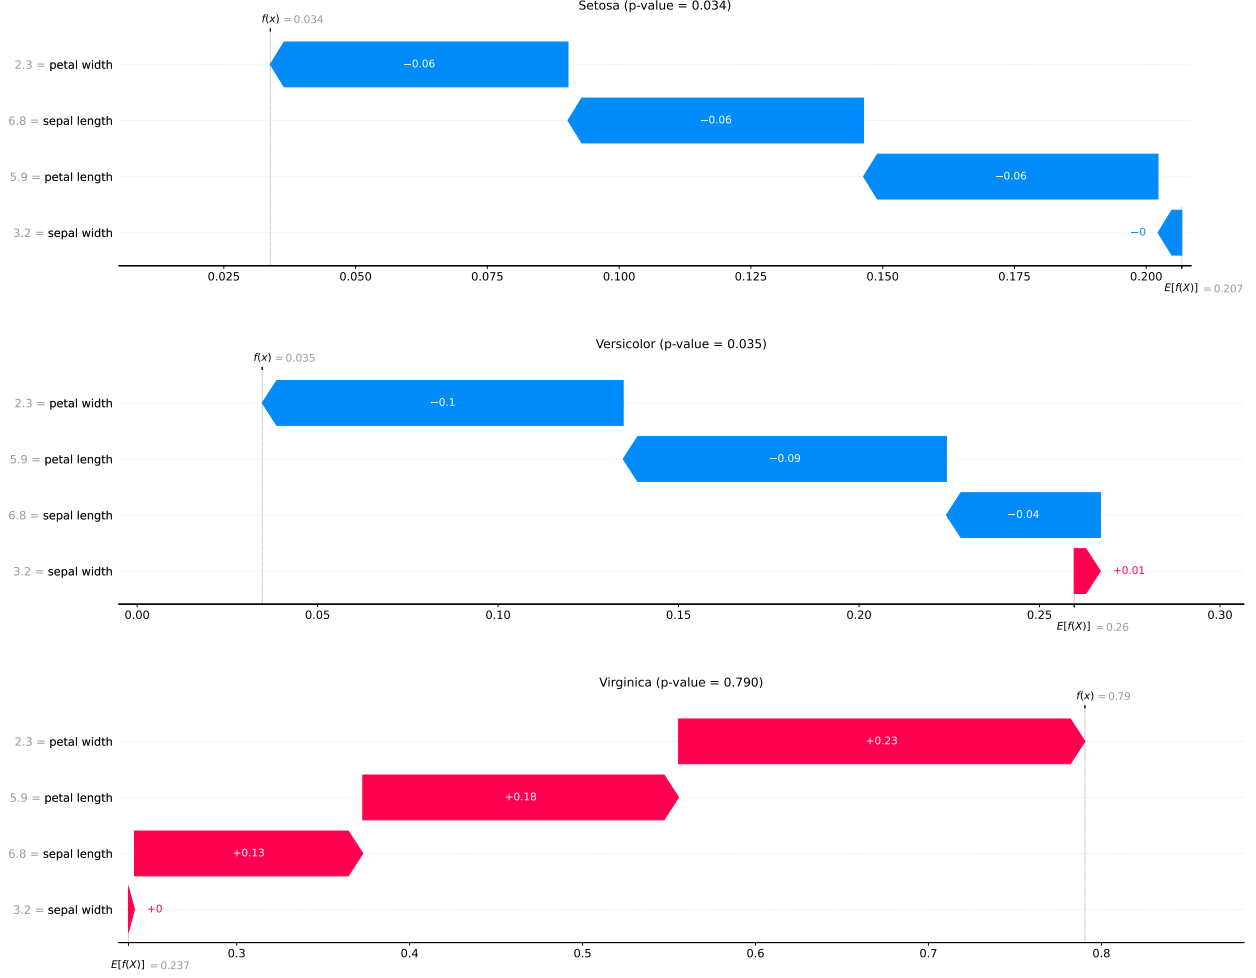 Setosa (p-value = 0.034)
f(x) = 0.034
2.3 = petal width
−0.06
6.8 = sepal length
−0.06
5.9 = petal length
−0.06
3.2 = sepal width
−0
0.025 0.050 0.075 0.100 0.125 0.150 0.175 0.200
E[f(X)] = 0.207
Versicolor (p-value = 0.035)
f(x) = 0.035
2.3 = petal width
−0.1
5.9 = petal length
−0.09
6.8 = sepal length
−0.04
3.2 = sepal width
+0.01
0.00 0.05 0.10 0.15 0.20 0.25 0.30
E[f(X)] = 0.26
Virginica (p-value = 0.790)
f(x) = 0.79
2.3 = petal width
+0.23
5.9 = petal length
+0.18
6.8 = sepal length
+0.13
3.2 = sepal width
+0
0.3 0.4 0.5 0.6 0.7 0.8
E[f(X)] = 0.237